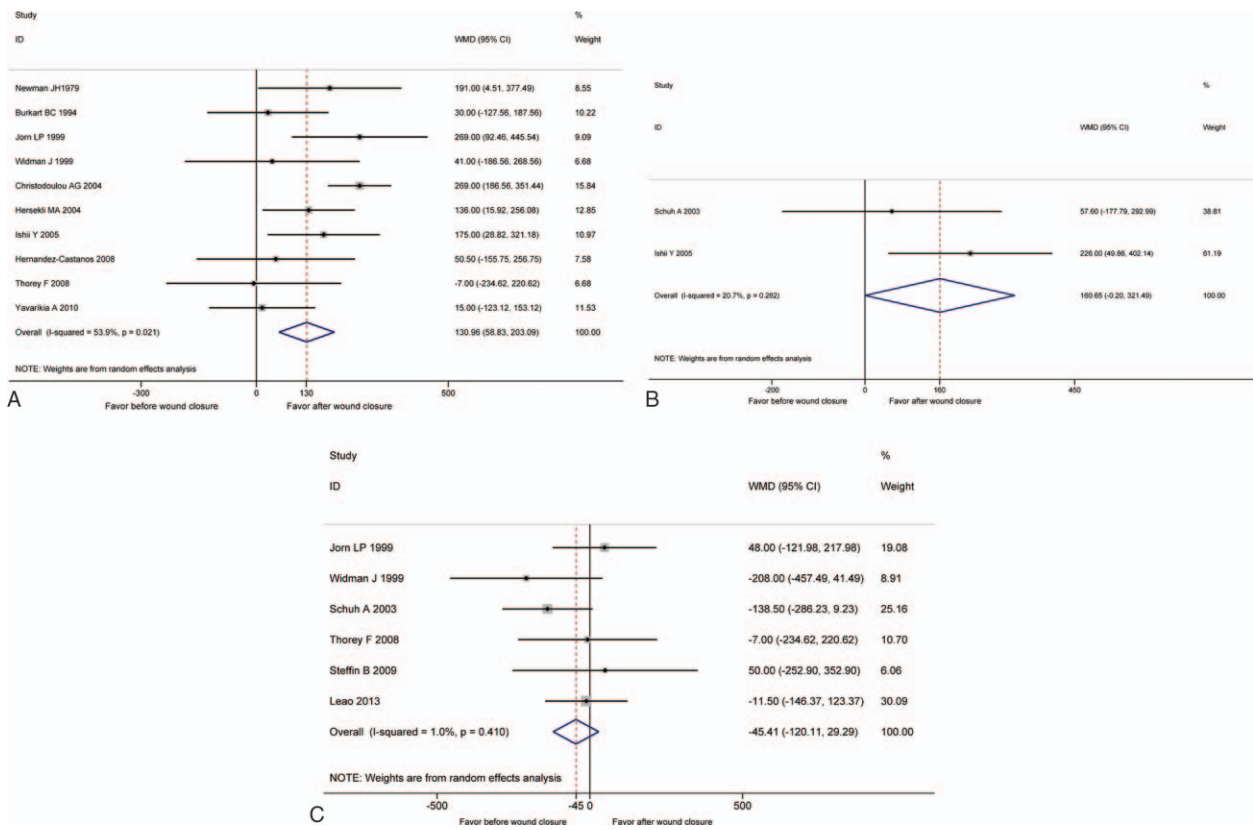 Study %
ID WMD (95% CI) Weight
Newman JH1979 191.00 (4.51, 377.49) 8.55
Burkart BC 1994 30.00 (-127.56, 187.56) 10.22
Jorn LP 1999 269.00 (92.46, 445.54) 9.09
Widman J 1999 41.00 (-186.56, 268.56) 6.68
Christodoulou AG 2004 269.00 (186.56, 351.44) 15.84
Hersekli MA 2004 136.00 (15.92, 256.08) 12.85
Ishii Y 2005 175.00 (28.82, 321.18) 10.97
Hernandez-Castanos 2008 50.50 (-155.75, 256.75) 7.58
Thorey F 2008 -7.00 (-234.62, 220.62) 6.68
Yavarikia A 2010 15.00 (-123.12, 153.12) 11.53
Overall (I-squared = 53.9%, p = 0.021) 130.96 (58.83, 203.09) 100.00
NOTE: Weights are from random effects analysis
-300 0 130 500
A Favor before wound closure Favor after wound closure
Study %
ID WMD (95% CI) Weight
Schuh A 2003 57.60 (-177.79, 292.99) 38.81
Ishii Y 2005 226.00 (49.86, 402.14) 61.19
Overall (I-squared = 20.7%, p = 0.262) 160.65 (-0.20, 321.49) 100.00
NOTE: Weights are from random effects analysis
-200 0 160 450
B Favor before wound closure Favor after wound closure
Study %
ID WMD (95% CI) Weight
Jorn LP 1999 48.00 (-121.98, 217.98) 19.08
Widman J 1999 -208.00 (-457.49, 41.49) 8.91
Schuh A 2003 -138.50 (-286.23, 9.23) 25.16
Thorey F 2008 -7.00 (-234.62, 220.62) 10.70
Steffin B 2009 50.00 (-252.90, 352.90) 6.06
Leao 2013 -11.50 (-146.37, 123.37) 30.09
Overall (I-squared = 1.0%, p = 0.410) -45.41 (-120.11, 29.29) 100.00
NOTE: Weights are from random effects analysis
-500 -45 0 500
C Favor before wound closure Favor after wound closure